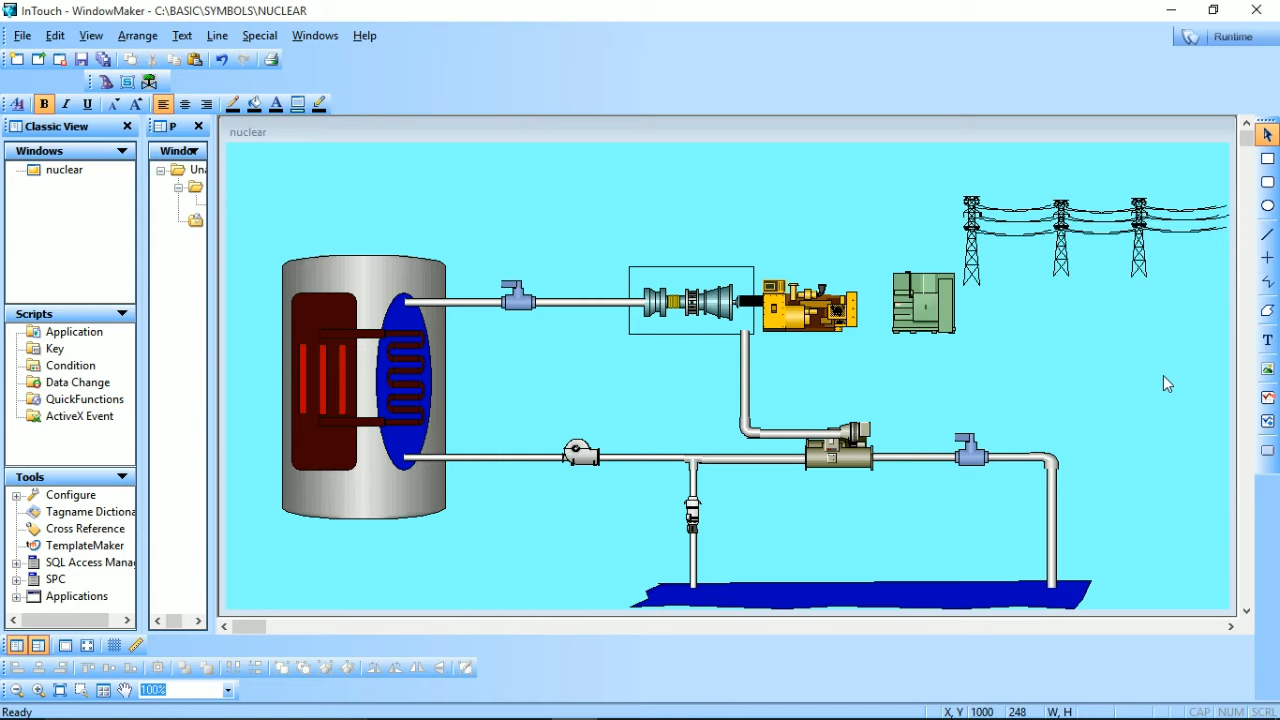 InTouch - WindowMaker - C:\BASIC\SYMBOLS\NUCLEAR
File Edit View Arrange Text Line Special Windows Help
Runtime
B I U A A A
Classic View
P
Windows
nuclear
nuclear
Una
Scripts
Application
Key
Condition
Data Change
QuickFunctions
ActiveX Event
Tools
Configure
Tagname Dictiona
Cross Reference
TemplateMaker
SQL Access Mana
SPC
Applications
T
100%
Ready
X, Y 1000 248 W, H CAP NUM SCRL